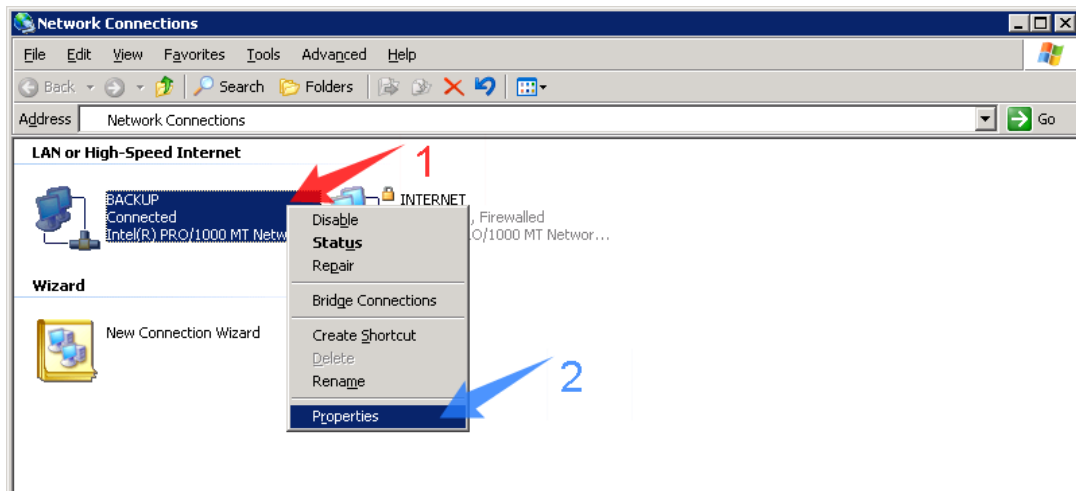 Network Connections
File Edit View Favorites Tools Advanced Help
Back Search Folders
Address Network Connections Go
LAN or High-Speed Internet
1
BACKUP
Connected
Intel(R) PRO/1000 MT Netw
INTERNET
, Firewalled
O/1000 MT Networ...
Disable
Status
Repair
Bridge Connections
Create Shortcut
Delete
Rename
Properties
2
Wizard
New Connection Wizard